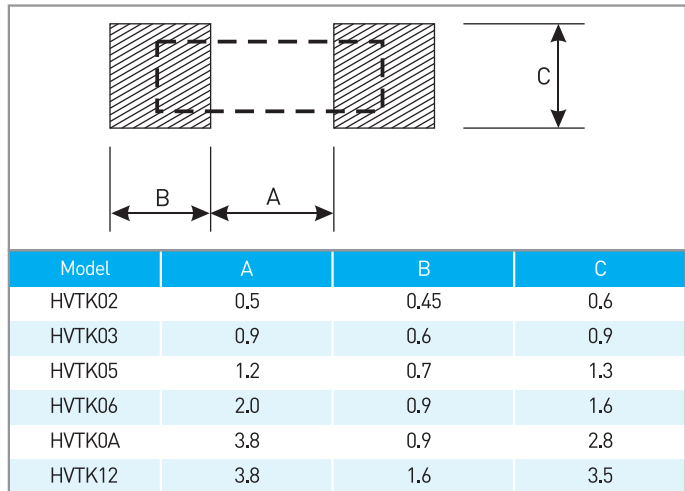 C
B A
Model A B C
HVTK02 0.5 0.45 0.6
HVTK03 0.9 0.6 0.9
HVTK05 1.2 0.7 1.3
HVTK06 2.0 0.9 1.6
HVTK0A 3.8 0.9 2.8
HVTK12 3.8 1.6 3.5